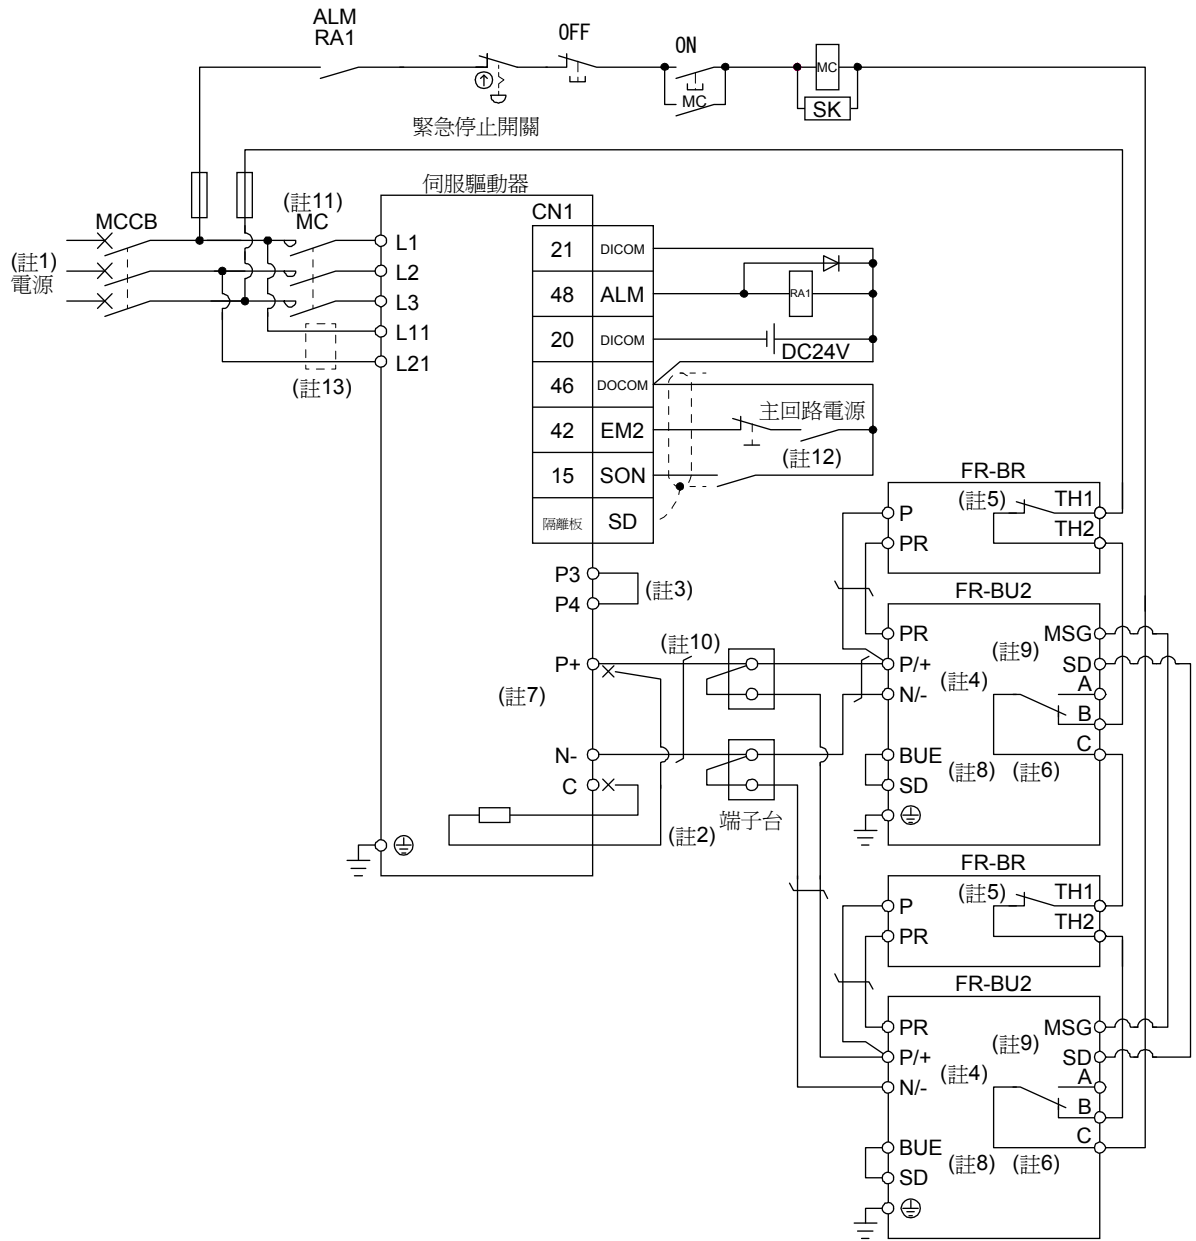 ALM
RA1
OFF
ON
MC
MC
SK
緊急停止開關
伺服驅動器
(註11)
MCCB
MC
CN1
(註1)
電源
L1
L2
L3
L11
L21
(註13)
21 DICOM
48 ALM
RA1
20 DICOM
DC24V
46 DOCOM
主回路電源
42 EM2
(註12)
15 SON
隔離板 SD
FR-BR
P
(註5)
TH1
TH2
PR
P3
P4
(註3)
FR-BU2
PR
MSG
(註9)
(註10)
P+
P/+
SD
(註4)
A
(註7)
N/-
B
C
N-
BUE
(註8)
(註6)
C
SD
端子台
(註2)
FR-BR
P
(註5)
TH1
TH2
PR
FR-BU2
PR
MSG
(註9)
P/+
SD
(註4)
A
N/-
B
C
BUE
(註8)
(註6)
SD